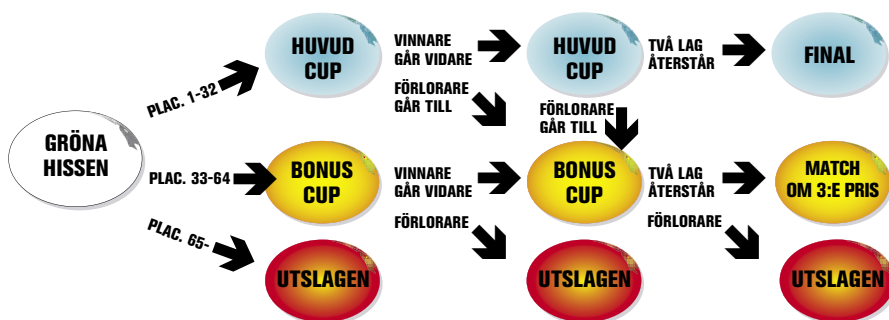 HUVUD
CUP
VINNARE
GÅR VIDARE
HUVUD
CUP
TVÅ LAG
ÅTERSTÅR
FINAL
PLAC. 1-32
FÖRLORARE
GÅR TILL
FÖRLORARE
GÅR TILL
GRÖNA
HISSEN
PLAC. 33-64
BONUS
CUP
VINNARE
GÅR VIDARE
BONUS
CUP
TVÅ LAG
ÅTERSTÅR
MATCH
OM 3:E PRIS
PLAC. 65-
FÖRLORARE
FÖRLORARE
UTSLAGEN
UTSLAGEN
UTSLAGEN